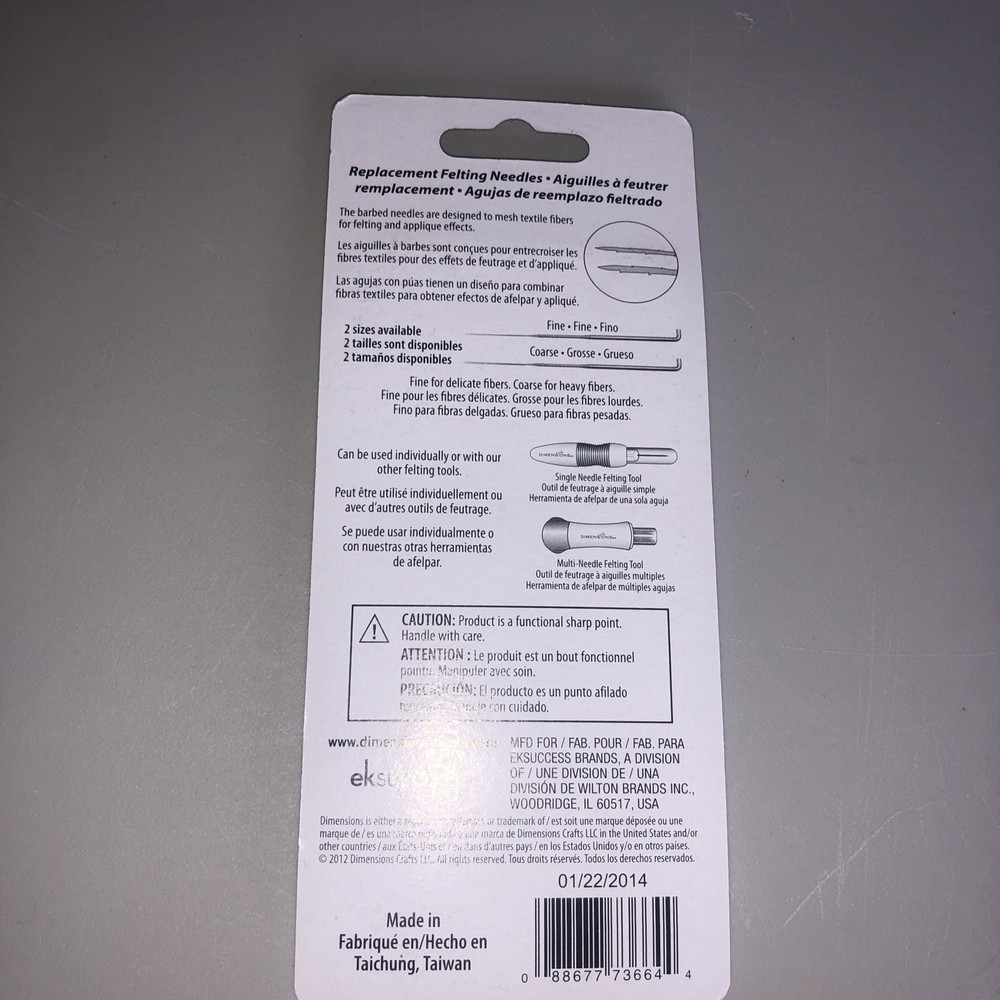 Replacement Felting Needles • Aiguilles à feutrer
remplacement • Agujas de reemplazo fieltrado
The barbed needles are designed to mesh textile fibers
for felting and applique effects.
Les aiguilles à barbes sont conçues pour entrecroiser les
fibres textiles pour des effets de feutrage et d'appliqué.
Las agujas con púas tienen un diseño para combinar
fibras textiles para obtener efectos de afelpar y apliqué.
2 sizes available
2 tailles sont disponibles
2 tamaños disponibles
Fine • Fine • Fino
Coarse • Grosse • Grueso
Fine for delicate fibers. Coarse for heavy fibers.
Fine pour les fibres délicates. Grosse pour les fibres lourdes.
Fino para fibras delgadas. Grueso para fibras pesadas.
Can be used individually or with our
other felting tools.
Peut être utilisé individuellement ou
avec d'autres outils de feutrage.
Se puede usar individualmente o
con nuestras otras herramientas
de afelpar.
DIMENSIONS
Single Needle Felting Tool
Outil de feutrage à aiguille simple
Herramienta de afelpar de una sola aguja
DIMENSIONS
Multi-Needle Felting Tool
Outil de feutrage à aiguilles multiples
Herramienta de afelpar de múltiples agujas
CAUTION: Product is a functional sharp point.
Handle with care.
ATTENTION : Le produit est un bout fonctionnel
pointu. Manipuler avec soin.
PRECAUCIÓN: El producto es un punto afilado
con cuidado.
MFD FOR / FAB. POUR / FAB. PARA
EKSUCCESS BRANDS, A DIVISION
OF / UNE DIVISION DE / UNA
DIVISIÓN DE WILTON BRANDS INC.,
WOODRIDGE, IL 60517, USA
Dimensions is either a or trademark of / est soit une marque déposée ou une
marque de / es una marca marca de Dimensions Crafts LLC in the United States and/or
other countries / aux États-Unis et / ou dans d'autres pays / en los Estados Unidos y/o en otros países.
© 2012 Dimensions Crafts LLC. All rights reserved. Tous droits réservés. Todos los derechos reservados.
01/22/2014
Made in
Fabriqué en/Hecho en
Taichung, Taiwan
0 88677 73664 4